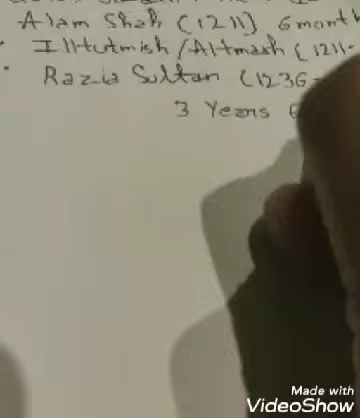 Alam Shah (1211) 6 month
• Illtutmish /Altmash (1211-
• Razia Sultan (1236-
3 Years 6
Made with
VideoShow